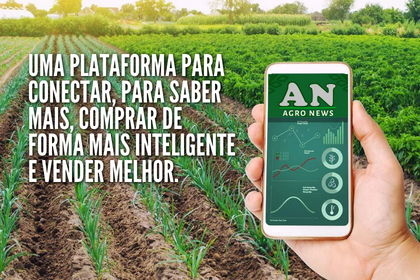 UMA PLATAFORMA PARA
CONECTAR, PARA SABER
MAIS, COMPRAR DE
FORMA MAIS INTELIGENTE
E VENDER MELHOR.
AN
AGRO NEWS